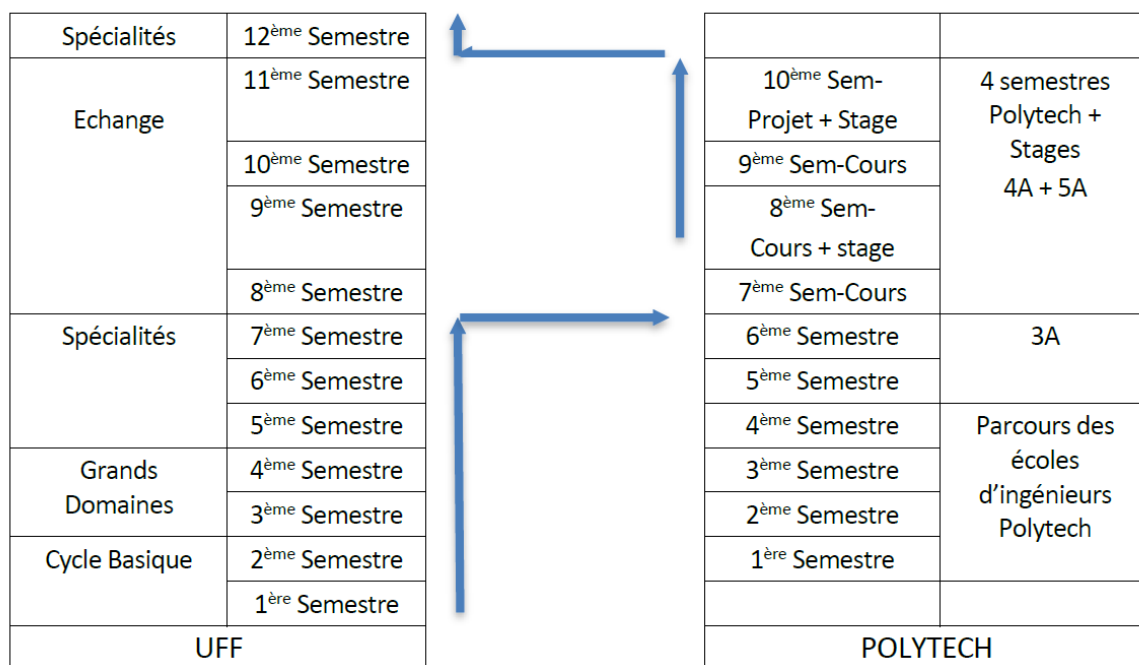 Spécialités 12ème Semestre
Echange 11ème Semestre
10ème Semestre
9ème Semestre
8ème Semestre
Spécialités 7ème Semestre
6ème Semestre
5ème Semestre
Grands Domaines 4ème Semestre
3ème Semestre
Cycle Basique 2ème Semestre
1ère Semestre
UFF
10ème Sem-
Projet + Stage
9ème Sem-Cours
8ème Sem-
Cours + stage
7ème Sem-Cours
4 semestres
Polytech +
Stages
4A + 5A
6ème Semestre 3A
5ème Semestre
4ème Semestre
3ème Semestre
2ème Semestre
1ère Semestre
Parcours des
écoles
d'ingénieurs
Polytech
POLYTECH